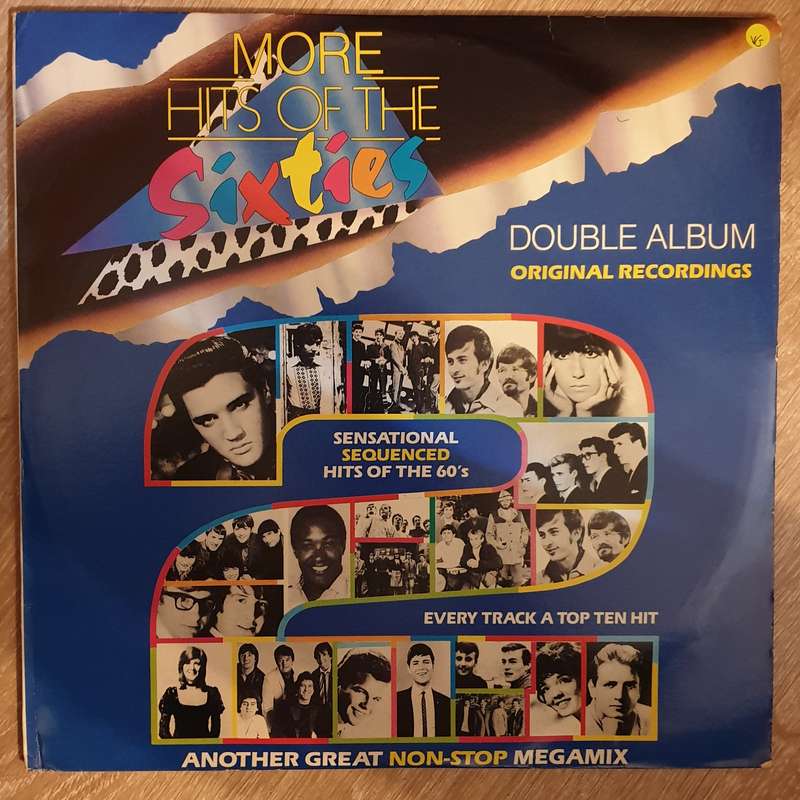 VG
MORE
HITS OF THE
Sixties
DOUBLE ALBUM
ORIGINAL RECORDINGS
SENSATIONAL
SEQUENCED
HITS OF THE 60's
EVERY TRACK A TOP TEN HIT
ANOTHER GREAT NON-STOP MEGAMIX